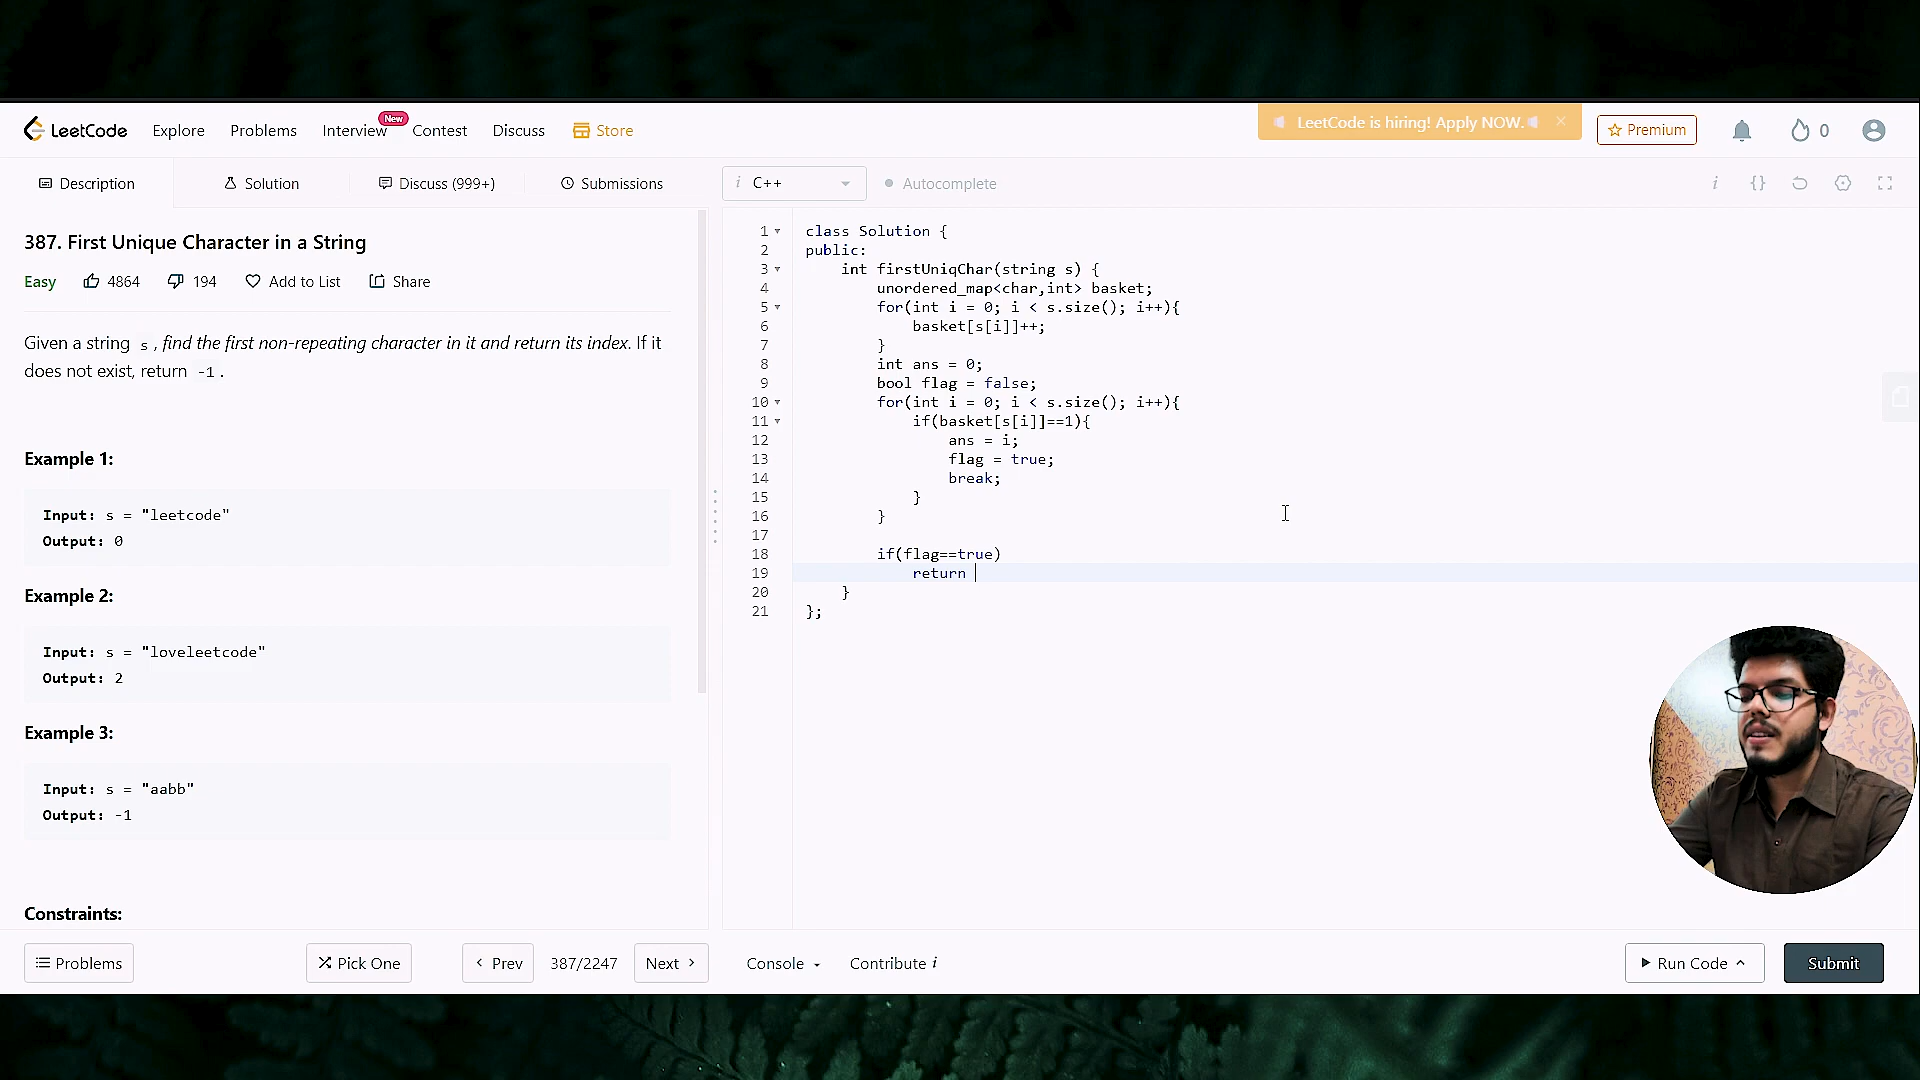 LeetCode
Explore
Problems
Interview
New
Contest
Discuss
Store
LeetCode is hiring! Apply NOW.
Premium
0
Description
Solution
Discuss (999+)
Submissions
i C++
Autocomplete
i {}
387. First Unique Character in a String
Easy 4864 194 Add to List Share
Given a string s, find the first non-repeating character in it and return its index. If it
does not exist, return -1.
Example 1:
Input: s = "leetcode"
Output: 0
Example 2:
Input: s = "loveleetcode"
Output: 2
Example 3:
Input: s = "aabb"
Output: -1
Constraints:
1 class Solution {
2 public:
3 int firstUniqChar(string s) {
4 unordered_map<char,int> basket;
5 for(int i = 0; i < s.size(); i++){
6 basket[s[i]]++;
7 }
8 int ans = 0;
9 bool flag = false;
10 for(int i = 0; i < s.size(); i++){
11 if(basket[s[i]]==1){
12 ans = i;
13 flag = true;
14 break;
15 }
16 }
17
18 if(flag==true)
19 return
20 }
21 };
Problems
Pick One
Prev
387/2247
Next
Console
Contribute i
Run Code
Submit